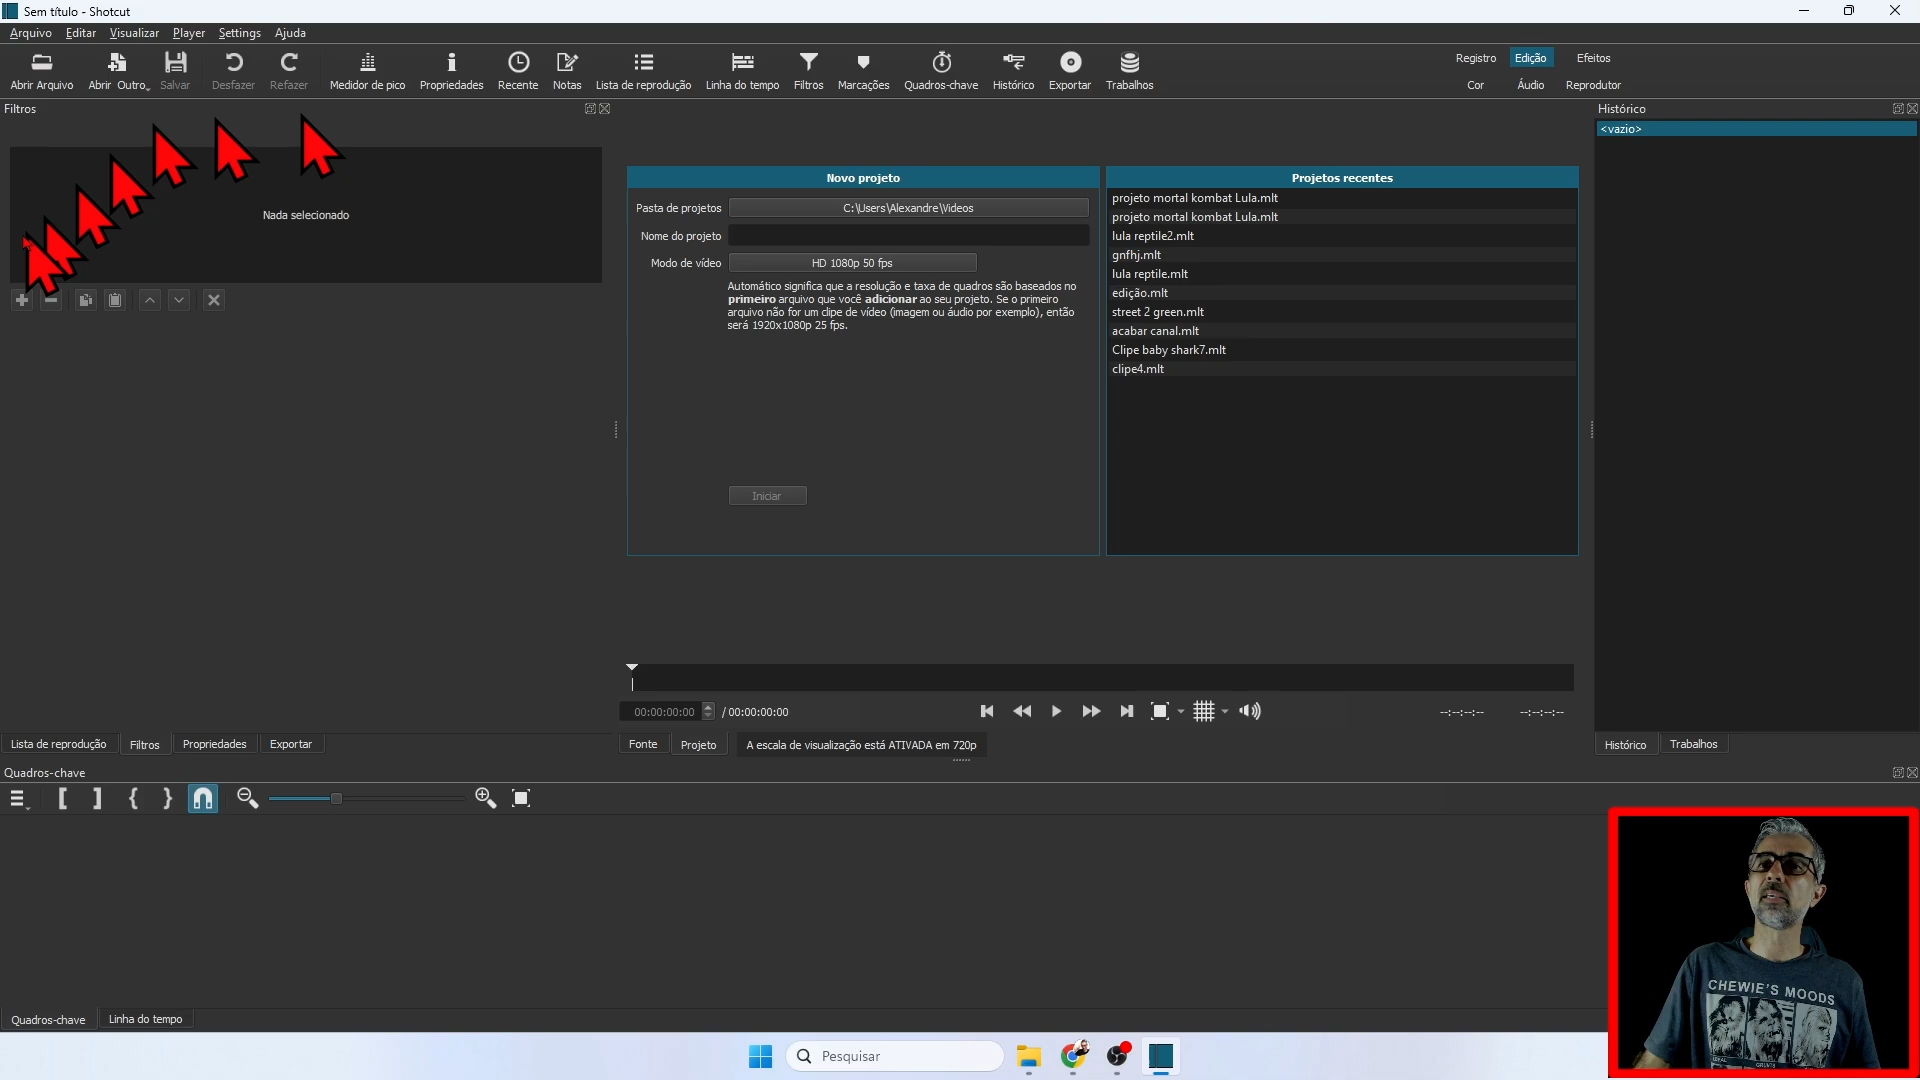 Sem título - Shotcut
Arquivo Editar Visualizar Player Settings Ajuda
Abrir Arquivo Abrir Outro Salvar Desfazer Refazer Medidor de pico Propriedades Recente Notas Lista de reprodução Linha do tempo Filtros Marcações Quadros-chave Histórico Exportar Trabalhos
Registro Edição Efeitos
Cor Áudio Reprodutor
Filtros
Nada selecionado
Novo projeto
Pasta de projetos C:\Users\Alexandre\Videos
Nome do projeto
Modo de vídeo HD 1080p 50 fps
Automático significa que a resolução e taxa de quadros são baseados no
primeiro arquivo que você adicionar ao seu projeto. Se o primeiro
arquivo não for um clipe de vídeo (imagem ou áudio por exemplo), então
será 1920x1080p 25 fps.
Iniciar
Projetos recentes
projeto mortal kombat Lula.mlt
projeto mortal kombat Lula.mlt
lula reptile2.mlt
gnfhj.mlt
lula reptile.mlt
edição.mlt
street 2 green.mlt
acabar canal.mlt
Clipe baby shark7.mlt
clipe4.mlt
Histórico
<vazio>
00:00:00:00 / 00:00:00:00
--:--:--:-- --:--:--:--
Lista de reprodução Filtros Propriedades Exportar
Fonte Projeto A escala de visualização está ATIVADA em 720p
Histórico Trabalhos
Quadros-chave
CHEWIE'S MOODS
Quadros-chave Linha do tempo
Pesquisar